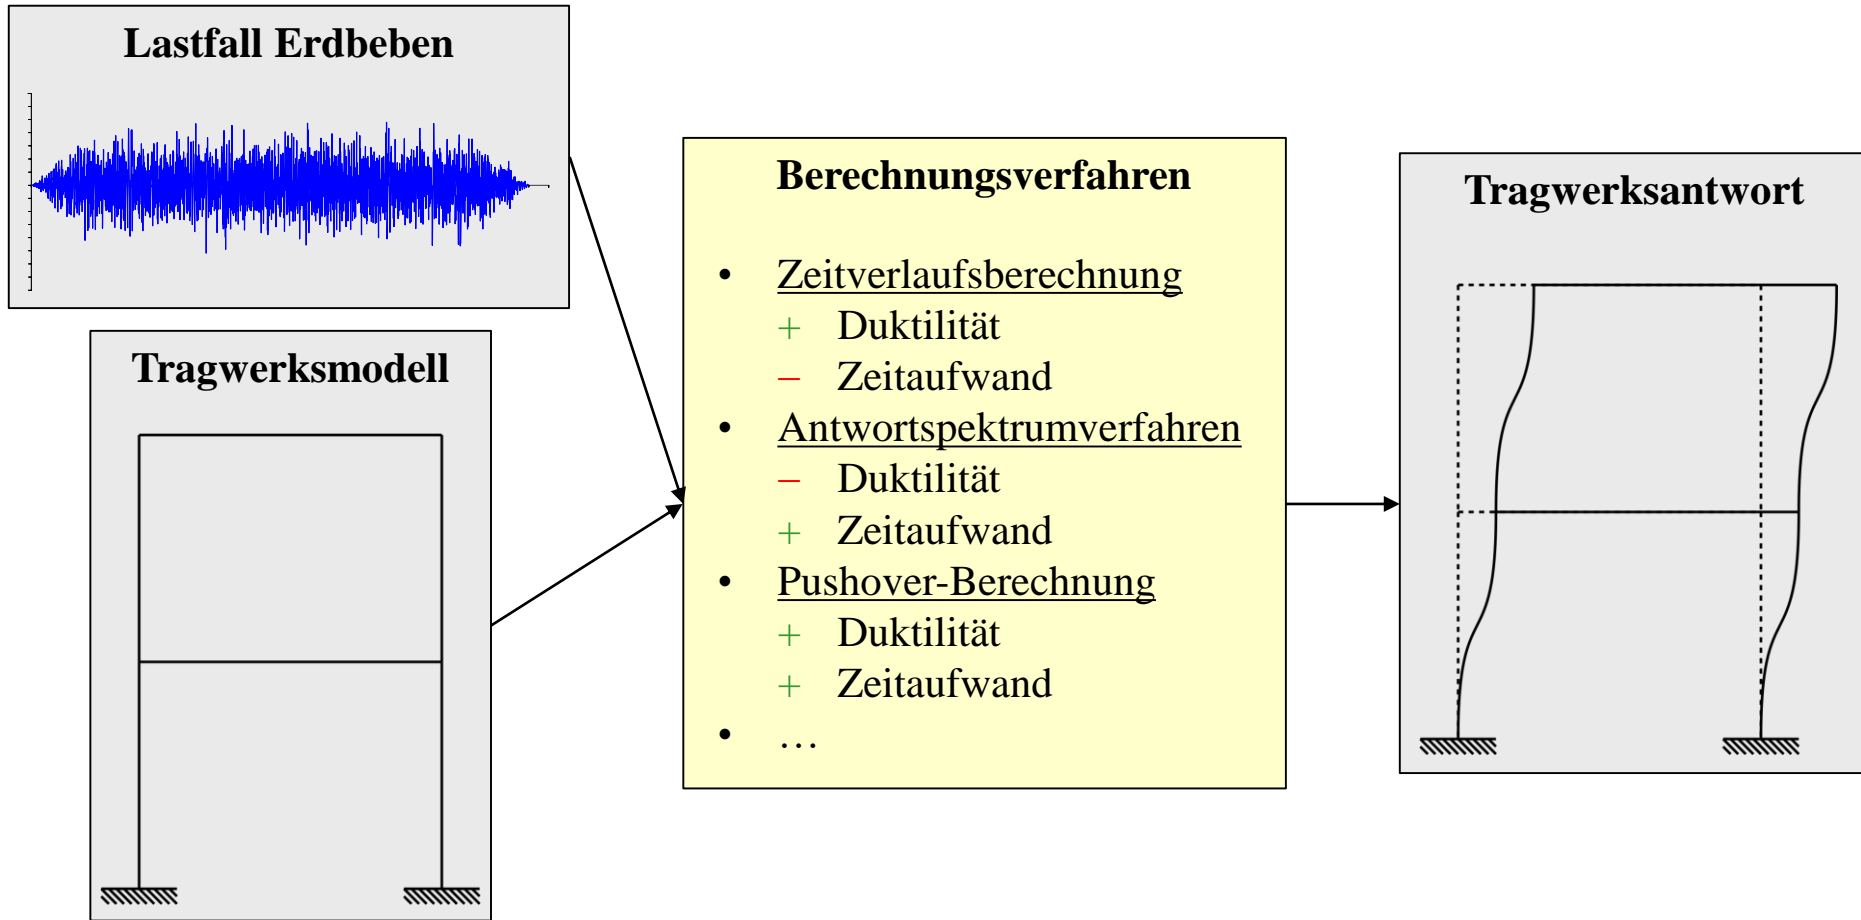 Lastfall Erdbeben
Tragwerksmodell
Berechnungsverfahren
• Zeitverlaufsberechnung
+ Duktilität
− Zeitaufwand
• Antwortspektrumverfahren
− Duktilität
+ Zeitaufwand
• Pushover-Berechnung
+ Duktilität
+ Zeitaufwand
• …
Tragwerksantwort